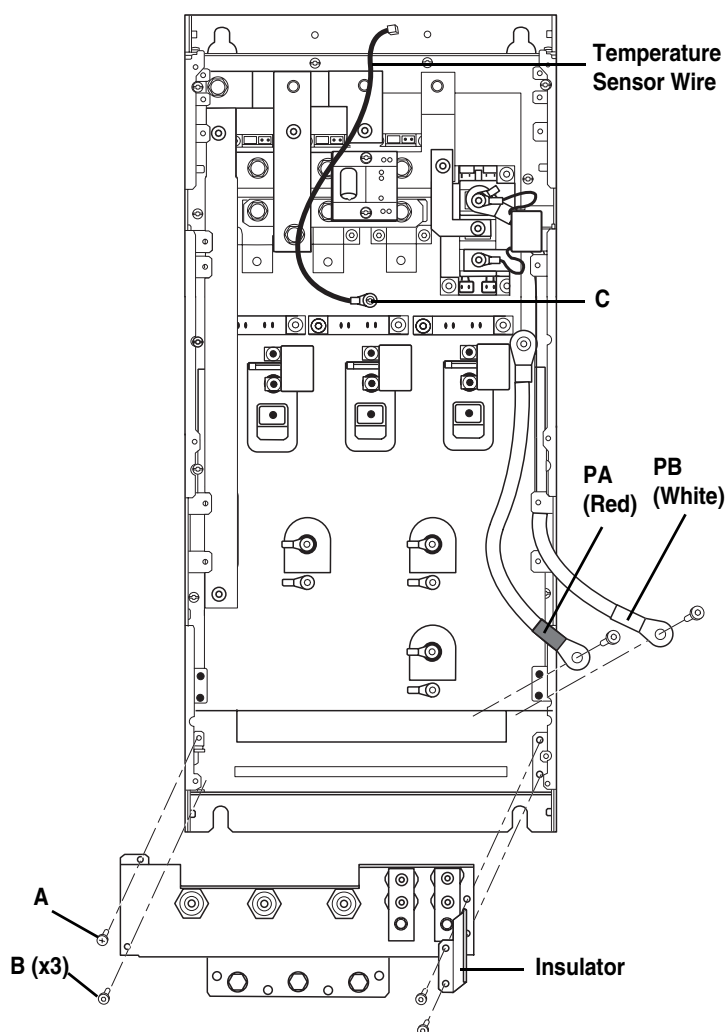 Temperature
Sensor Wire
C
PA
(Red)
PB
(White)
A
B (x3)
Insulator